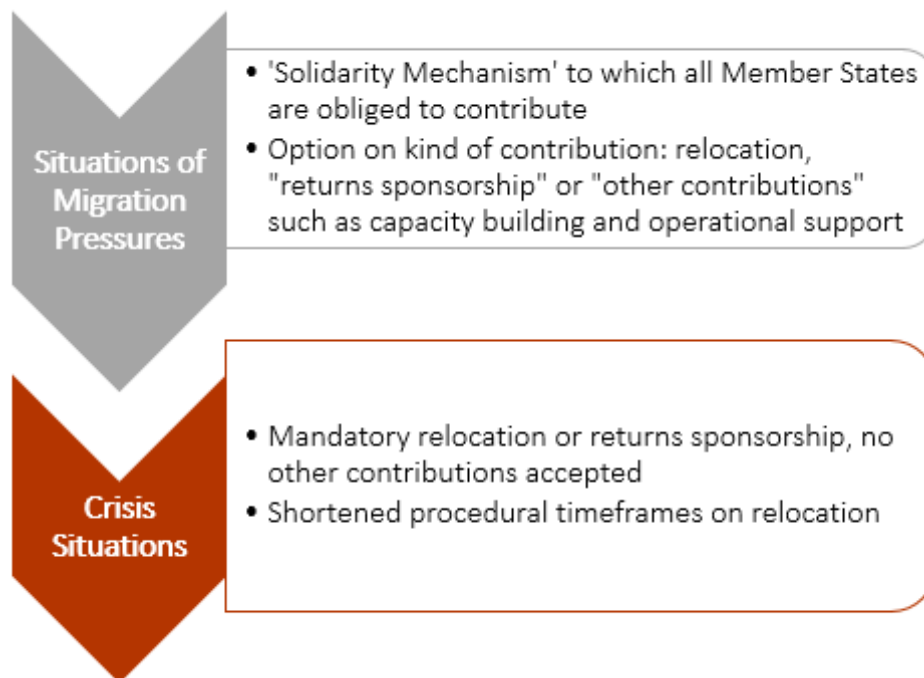 Situations of
Migration
Pressures
• 'Solidarity Mechanism' to which all Member States
are obliged to contribute
• Option on kind of contribution: relocation,
"returns sponsorship" or "other contributions"
such as capacity building and operational support
Crisis
Situations
• Mandatory relocation or returns sponsorship, no
other contributions accepted
• Shortened procedural timeframes on relocation